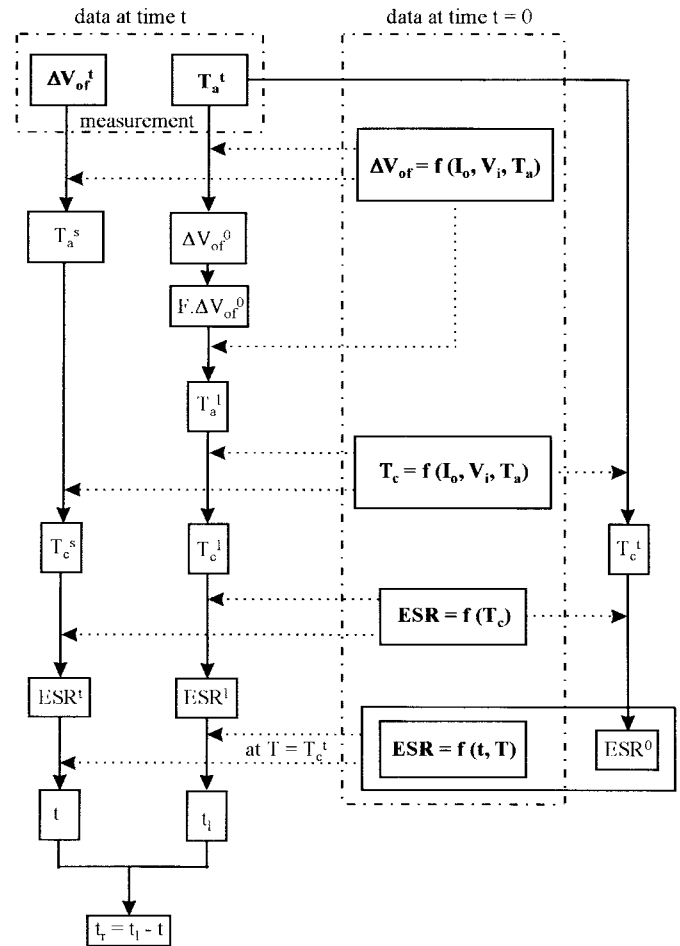 data at time t
data at time t = 0
ΔV_of^t
T_a^t
measurement
ΔV_of = f (I_o, V_i, T_a)
T_a^s
ΔV_of^0
F.ΔV_of^0
T_a^l
T_c = f (I_o, V_i, T_a)
T_c^s
T_c^l
T_c^t
ESR = f (T_c)
ESR^t
ESR^l
at T = T_c^t
ESR = f (t, T)
ESR^0
t
t_l
t_r = t_l - t